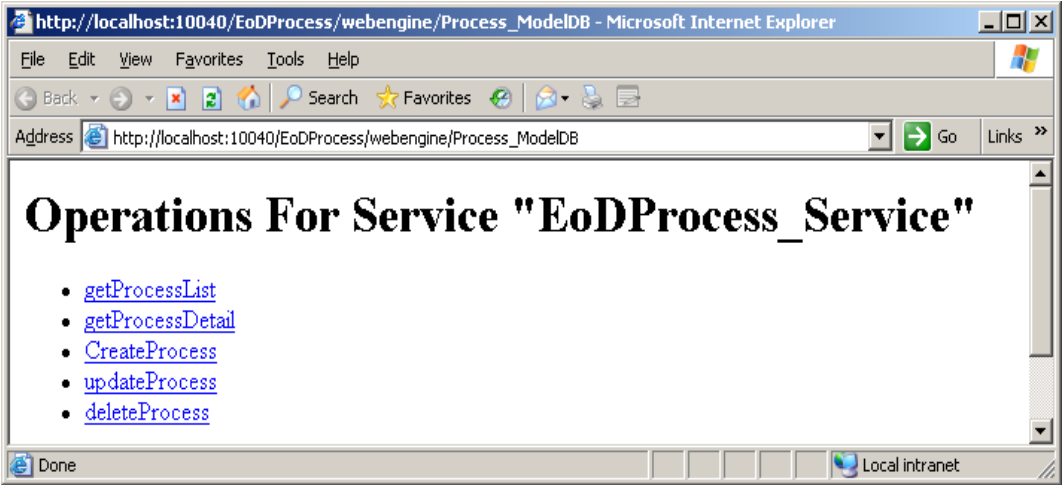 http://localhost:10040/EoDProcess/webengine/Process_ModelDB - Microsoft Internet Explorer
File Edit View Favorites Tools Help
Back Search Favorites
Address http://localhost:10040/EoDProcess/webengine/Process_ModelDB Go Links »
Operations For Service "EoDProcess_Service"
• getProcessList
• getProcessDetail
• CreateProcess
• updateProcess
• deleteProcess
Done Local intranet